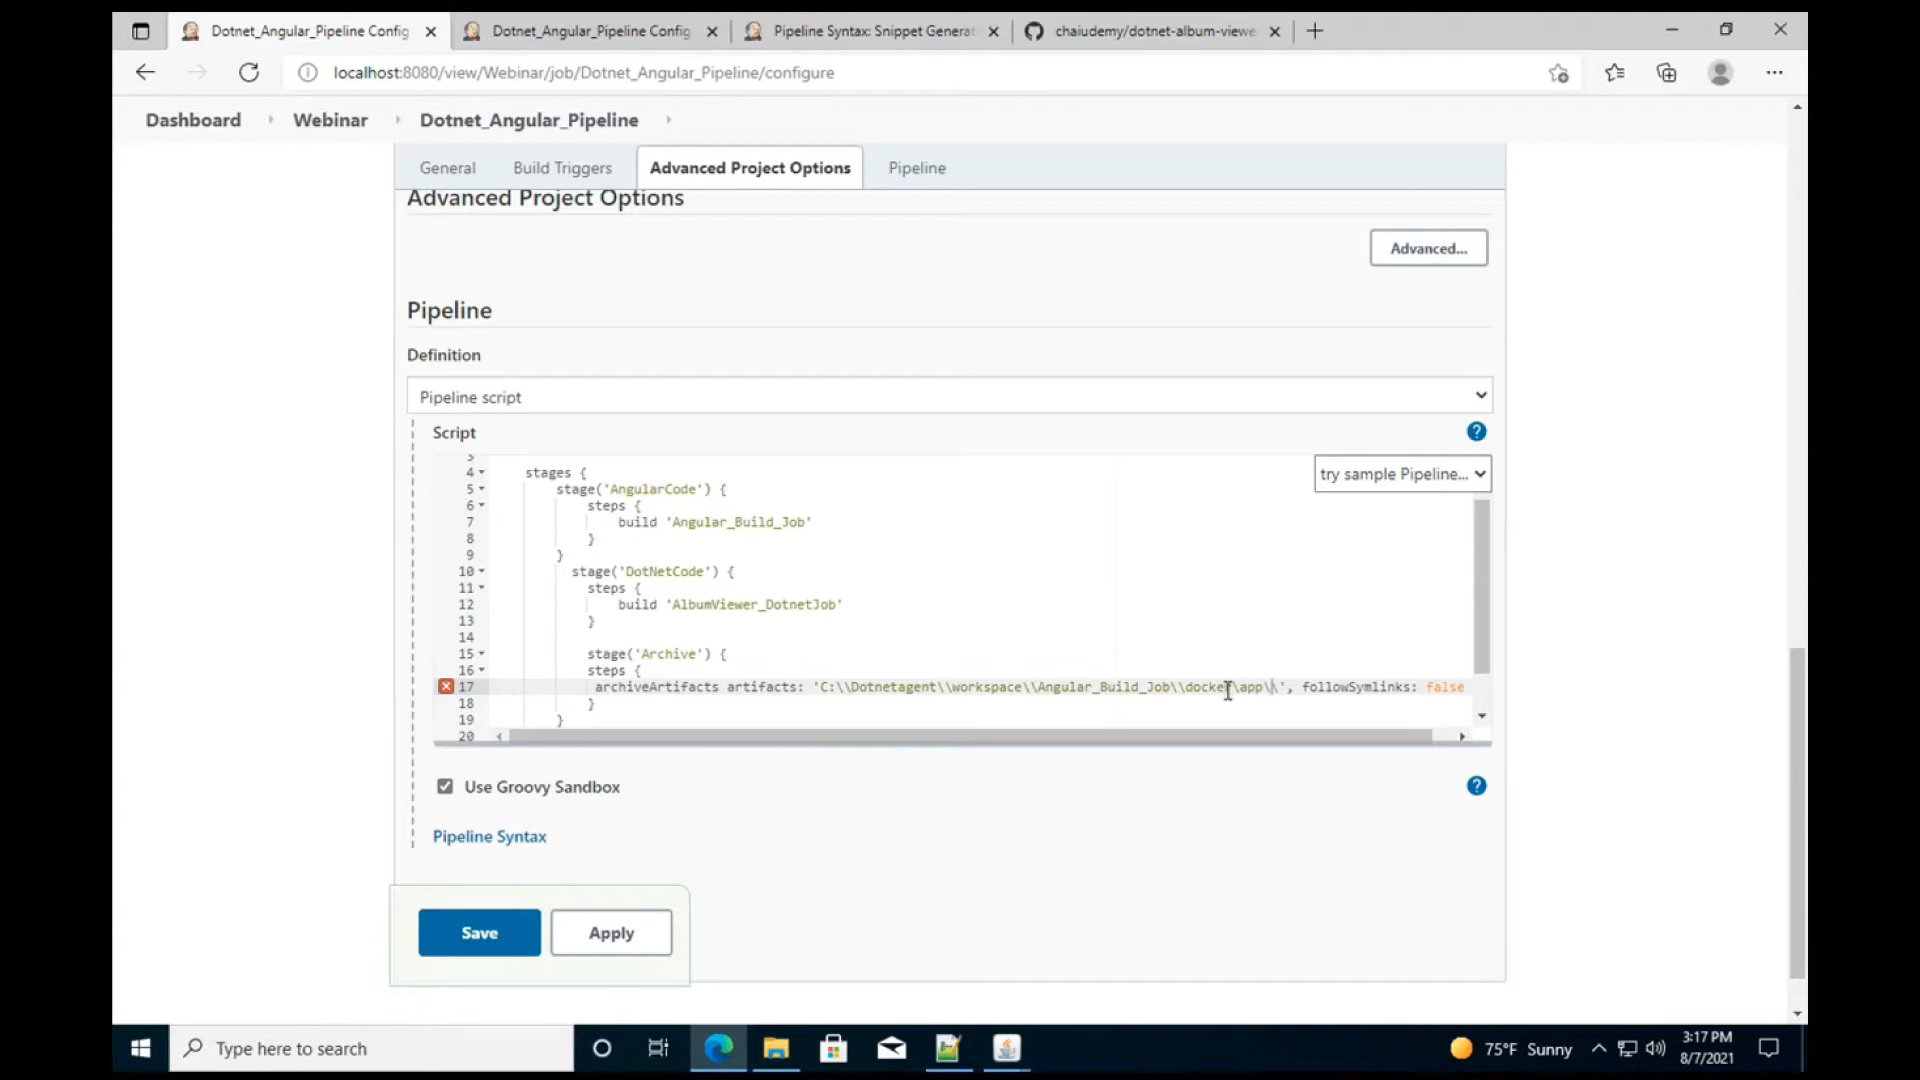 Dotnet_Angular_Pipeline Config
Dotnet_Angular_Pipeline Config
Pipeline Syntax: Snippet Generat
chaiudemy/dotnet-album-viewe
localhost:8080/view/Webinar/job/Dotnet_Angular_Pipeline/configure
Dashboard Webinar Dotnet_Angular_Pipeline
General Build Triggers Advanced Project Options Pipeline
Advanced Project Options
Advanced...
Pipeline
Definition
Pipeline script
Script
try sample Pipeline...
3
4 stages {
5 stage('AngularCode') {
6 steps {
7 build 'Angular_Build_Job'
8 }
9 }
10 stage('DotNetCode') {
11 steps {
12 build 'AlbumViewer_DotnetJob'
13 }
14
15 stage('Archive') {
16 steps {
17 archiveArtifacts artifacts: 'C:\\Dotnetagent\\workspace\\Angular_Build_Job\\docker\app\\', followSymlinks: false
18 }
19 }
20
Use Groovy Sandbox
Pipeline Syntax
Save Apply
Type here to search
75°F Sunny
3:17 PM
8/7/2021